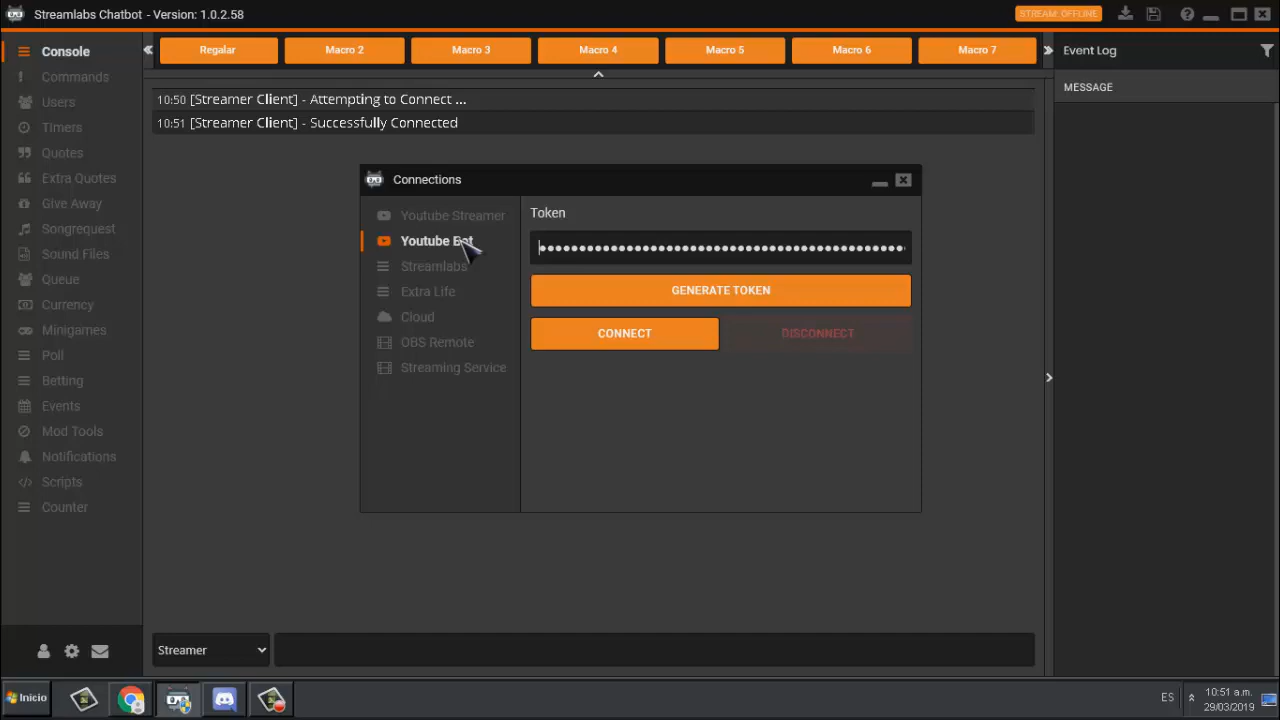 Streamlabs Chatbot - Version: 1.0.2.58
STREAM: OFFLINE
Console
Commands
Users
Timers
Quotes
Extra Quotes
Give Away
Songrequest
Sound Files
Queue
Currency
Minigames
Poll
Betting
Events
Mod Tools
Notifications
Scripts
Counter
Regalar
Macro 2
Macro 3
Macro 4
Macro 5
Macro 6
Macro 7
10:50 [Streamer Client] - Attempting to Connect ...
10:51 [Streamer Client] - Successfully Connected
Connections
Youtube Streamer
Youtube Bot
Streamlabs
Extra Life
Cloud
OBS Remote
Streaming Service
Token
GENERATE TOKEN
CONNECT
DISCONNECT
Streamer
Event Log
MESSAGE
Inicio
ES
10:51 a.m.
29/03/2019